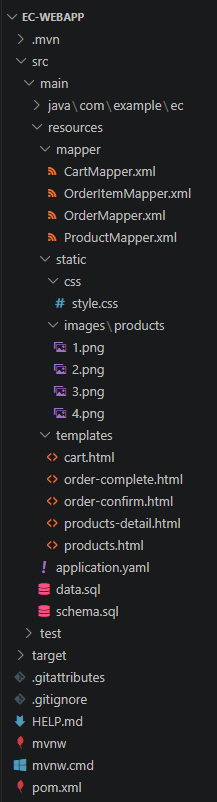 EC-WEBAPP
.mvn
src
main
java\com\example\ec
resources
mapper
CartMapper.xml
OrderItemMapper.xml
OrderMapper.xml
ProductMapper.xml
static
css
style.css
images\products
1.png
2.png
3.png
4.png
templates
cart.html
order-complete.html
order-confirm.html
products-detail.html
products.html
application.yaml
data.sql
schema.sql
test
target
.gitattributes
.gitignore
HELP.md
mvnw
mvnw.cmd
pom.xml